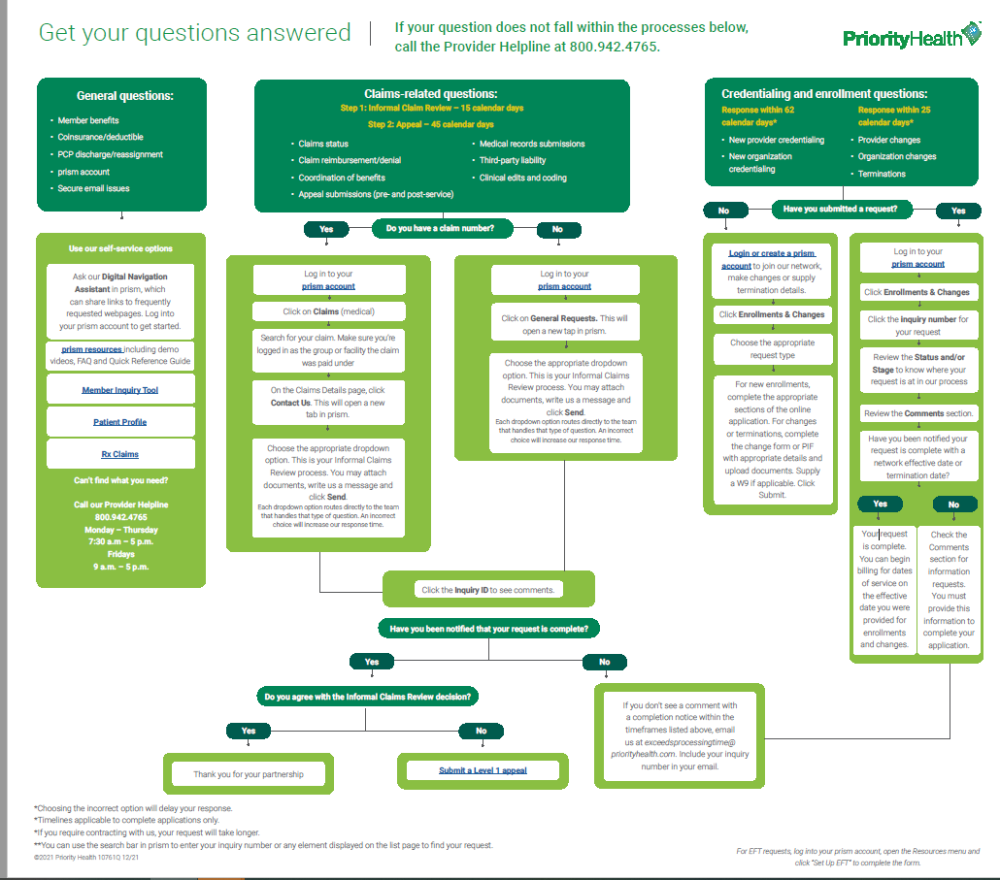 Get your questions answered
If your question does not fall within the processes below,
call the Provider Helpline at 800.942.4765.
PriorityHealth
General questions:
• Member benefits
• Coinsurance/deductible
• PCP discharge/reassignment
• prism account
• Secure email issues
Use our self-service options
Ask our Digital Navigation
Assistant in prism, which
can share links to frequently
requested webpages. Log into
your prism account to get started.
prism resources including demo
videos, FAQ and Quick Reference Guide
Member Inquiry Tool
Patient Profile
Rx Claims
Can't find what you need?
Call our Provider Helpline
800.942.4765
Monday – Thursday
7:30 a.m – 5 p.m.
Fridays
9 a.m. – 5 p.m.
Claims-related questions:
Step 1: Informal Claim Review – 15 calendar days
Step 2: Appeal – 45 calendar days
• Claims status
• Claim reimbursement/denial
• Coordination of benefits
• Appeal submissions (pre- and post-service)
• Medical records submissions
• Third-party liability
• Clinical edits and coding
Do you have a claim number?
Yes
No
Log in to your
prism account
Click on Claims (medical)
Search for your claim. Make sure you're
logged in as the group or facility the claim
was paid under
On the Claims Details page, click
Contact Us. This will open a new
tab in prism.
Choose the appropriate dropdown
option. This is your Informal Claims
Review process. You may attach
documents, write us a message and
click Send.
Each dropdown option routes directly to the team
that handles that type of question. An incorrect
choice will increase our response time.
Log in to your
prism account
Click on General Requests. This will
open a new tab in prism.
Choose the appropriate dropdown
option. This is your Informal Claims
Review process. You may attach
documents, write us a message and
click Send.
Each dropdown option routes directly to the team
that handles that type of question. An incorrect
choice will increase our response time.
Click the Inquiry ID to see comments.
Have you been notified that your request is complete?
Yes
No
Do you agree with the Informal Claims Review decision?
Yes
No
Thank you for your partnership
Submit a Level 1 appeal
If you don't see a comment with
a completion notice within the
timeframes listed above, email
us at exceedsprocessingtime@
priorityhealth.com. Include your inquiry
number in your email.
Credentialing and enrollment questions:
Response within 62
calendar days*
• New provider credentialing
• New organization
credentialing
Response within 25
calendar days*
• Provider changes
• Organization changes
• Terminations
Have you submitted a request?
No
Yes
Login or create a prism
account to join our network,
make changes or supply
termination details.
Click Enrollments & Changes
Choose the appropriate
request type
For new enrollments,
complete the appropriate
sections of the online
application. For changes
or terminations, complete
the change form or PIF
with appropriate details and
upload documents. Supply
a W9 if applicable. Click
Submit.
Log in to your
prism account
Click Enrollments & Changes
Click the inquiry number for
your request
Review the Status and/or
Stage to know where your
request is at in our process
Review the Comments section.
Have you been notified your
request is complete with a
network effective date or
termination date?
Yes
No
Your request
is complete.
You can begin
billing for dates
of service on
the effective
date you were
provided for
enrollments
and changes.
Check the
Comments
section for
information
requests.
You must
provide this
information to
complete your
application.
*Choosing the incorrect option will delay your response.
*Timelines applicable to complete applications only.
*If you require contracting with us, your request will take longer.
**You can use the search bar in prism to enter your inquiry number or any element displayed on the list page to find your request.
©2021 Priority Health 10761Q 12/21
For EFT requests, log into your prism account, open the Resources menu and
click "Set Up EFT" to complete the form.